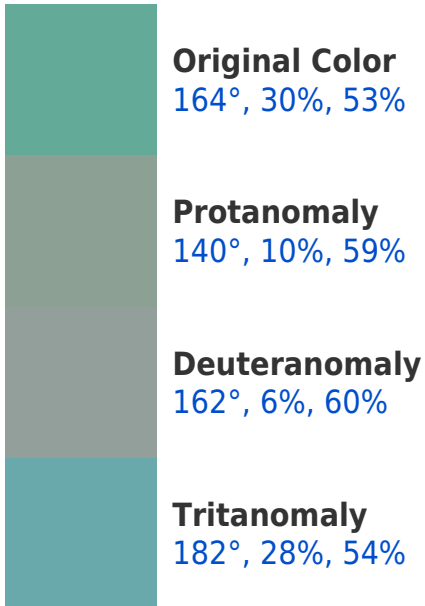 Original Color
164°, 30%, 53%
Protanomaly
140°, 10%, 59%
Deuteranomaly
162°, 6%, 60%
Tritanomaly
182°, 28%, 54%